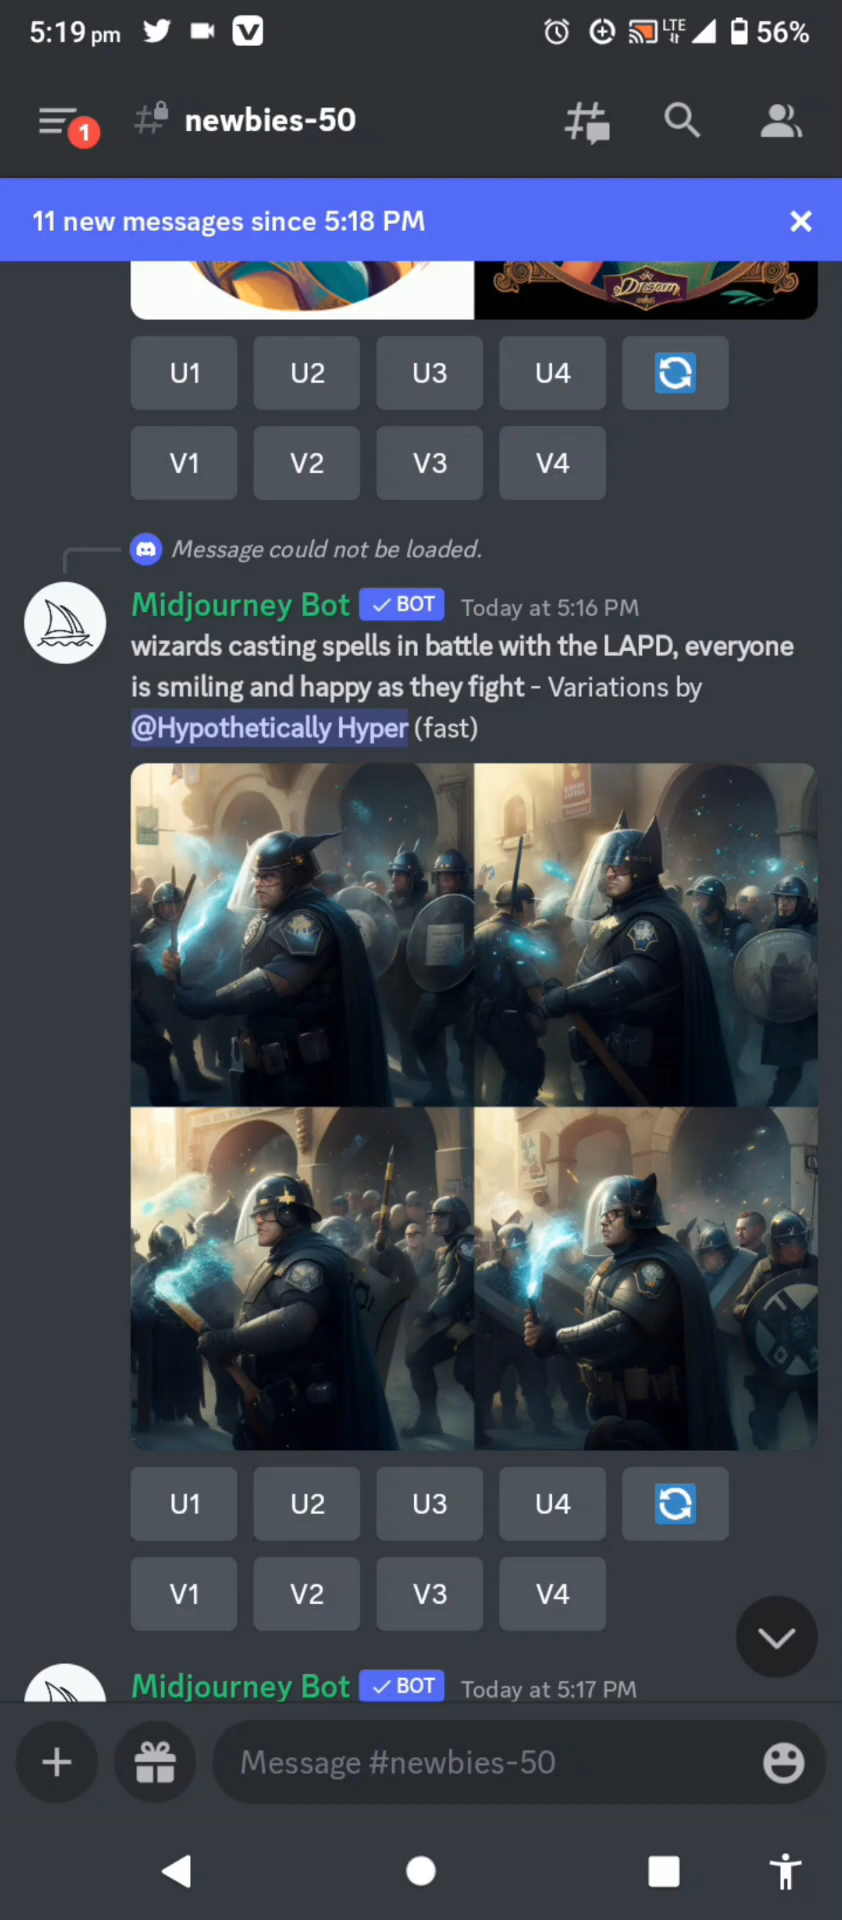 5:19 pm
LTE
56%
1
newbies-50
11 new messages since 5:18 PM
Dream
U1 U2 U3 U4
V1 V2 V3 V4
Message could not be loaded.
Midjourney Bot ✓ BOT Today at 5:16 PM
wizards casting spells in battle with the LAPD, everyone
is smiling and happy as they fight - Variations by
@Hypothetically Hyper (fast)
U1 U2 U3 U4
V1 V2 V3 V4
Midjourney Bot ✓ BOT Today at 5:17 PM
Message #newbies-50